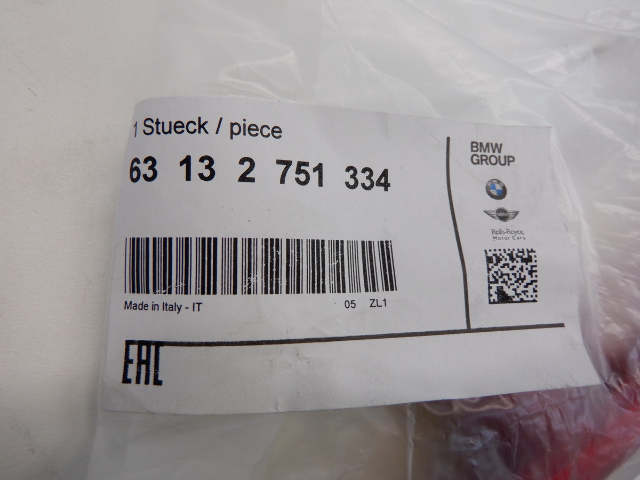 1 Stueck / piece
63 13 2 751 334
BMW
GROUP
Rolls-Royce
Motor Cars
Made in Italy - IT
05 ZL1
EAC